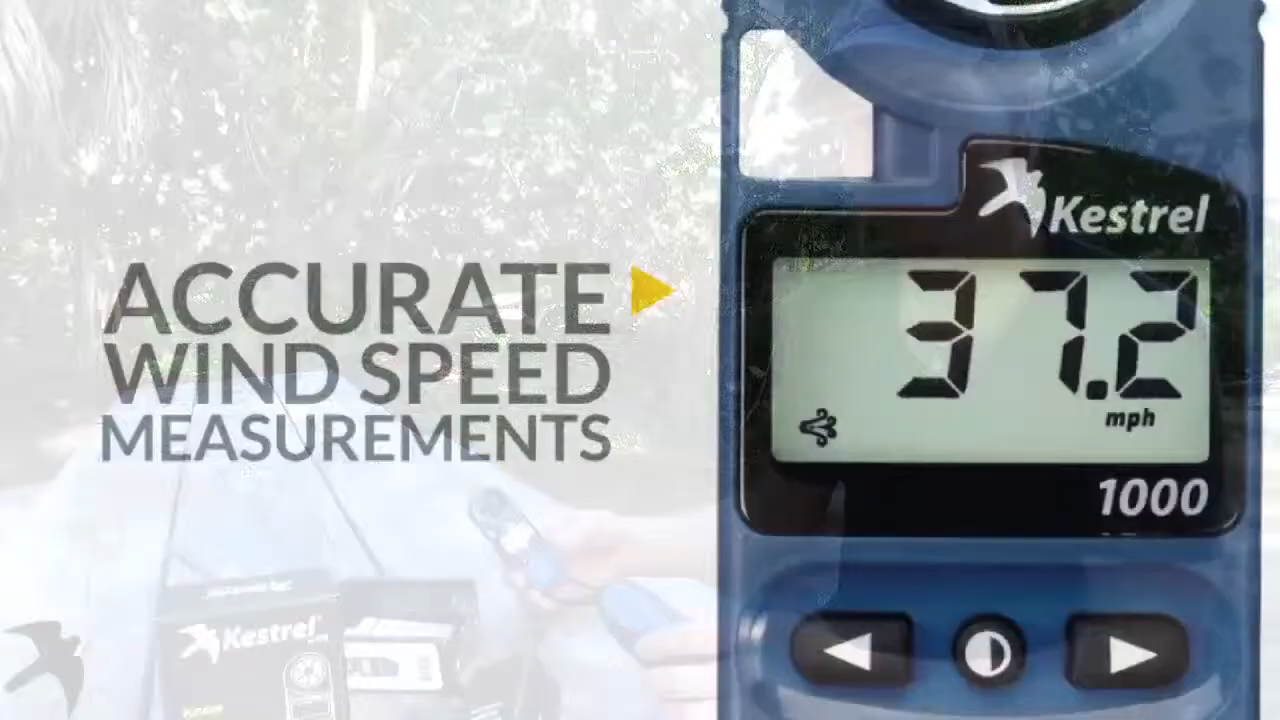 ACCURATE
WIND SPEED
MEASUREMENTS
Kestrel
37.2
mph
1000
Kestrel